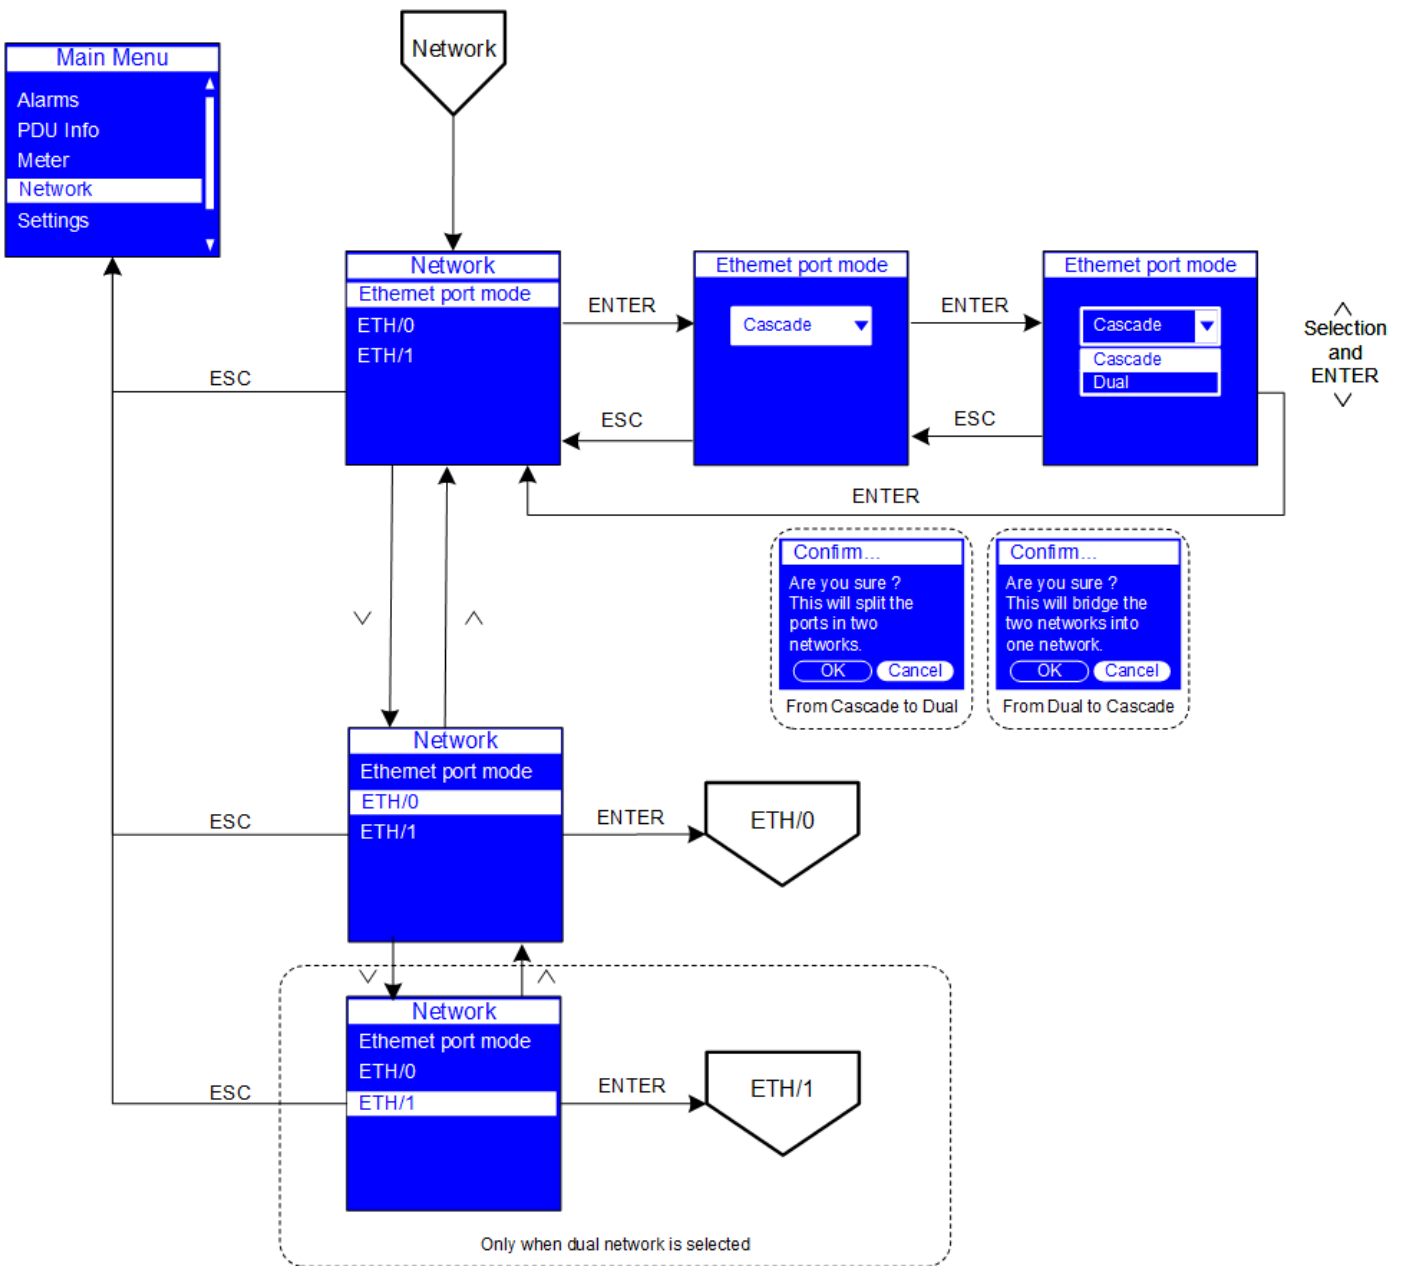 Network
Main Menu
Alarms
PDU Info
Meter
Network
Settings
Network
Ethernet port mode
ETH/0
ETH/1
ENTER
ESC
Ethernet port mode
Cascade
ENTER
ESC
Ethernet port mode
Cascade
Cascade
Dual
Selection
and
ENTER
ESC
ENTER
Confirm...
Are you sure ?
This will split the
ports in two
networks.
OK
Cancel
From Cascade to Dual
Confirm...
Are you sure ?
This will bridge the
two networks into
one network.
OK
Cancel
From Dual to Cascade
Network
Ethernet port mode
ETH/0
ETH/1
ESC
ENTER
ETH/0
Network
Ethernet port mode
ETH/0
ETH/1
ESC
ENTER
ETH/1
Only when dual network is selected